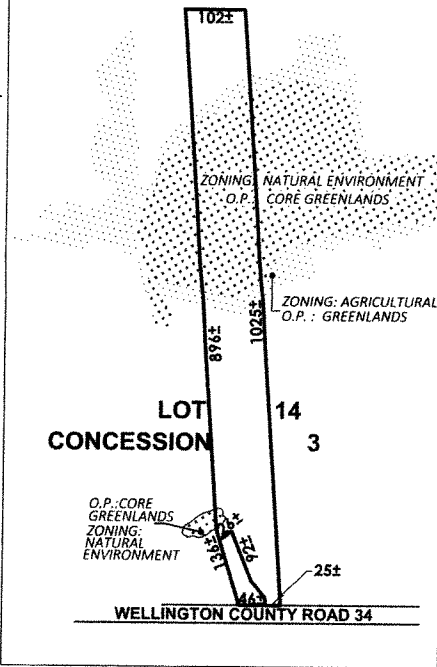 102±
ZONING: NATURAL ENVIRONMENT
O.P. : CORE GREENLANDS
ZONING: AGRICULTURAL
O.P. : GREENLANDS
896±
1025±
LOT 14
CONCESSION 3
O.P.:CORE
GREENLANDS
ZONING:
NATURAL
ENVIRONMENT
136±
92±
25±
46±
WELLINGTON COUNTY ROAD 34